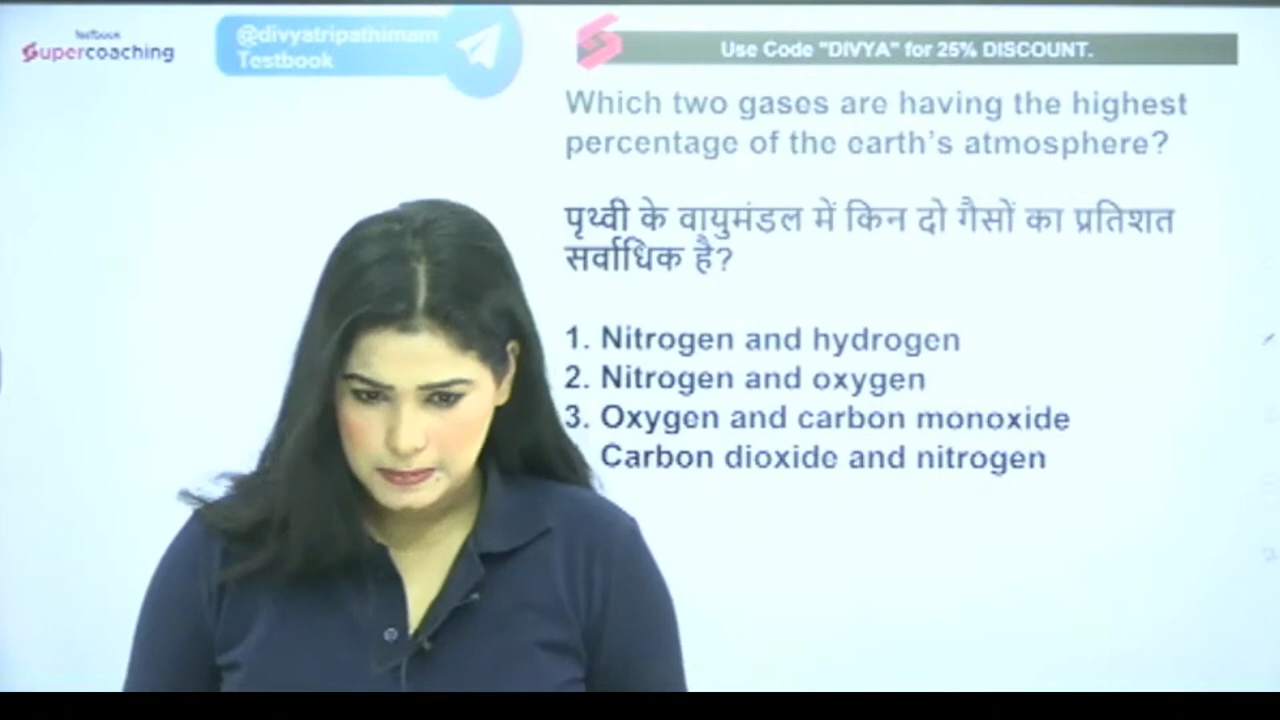 testbook
Supercoaching
@divyatripathimam
Testbook
Use Code "DIVYA" for 25% DISCOUNT.
Which two gases are having the highest
percentage of the earth's atmosphere?
पृथ्वी के वायुमंडल में किन दो गैसों का प्रतिशत
सर्वाधिक है?
1. Nitrogen and hydrogen
2. Nitrogen and oxygen
3. Oxygen and carbon monoxide
Carbon dioxide and nitrogen